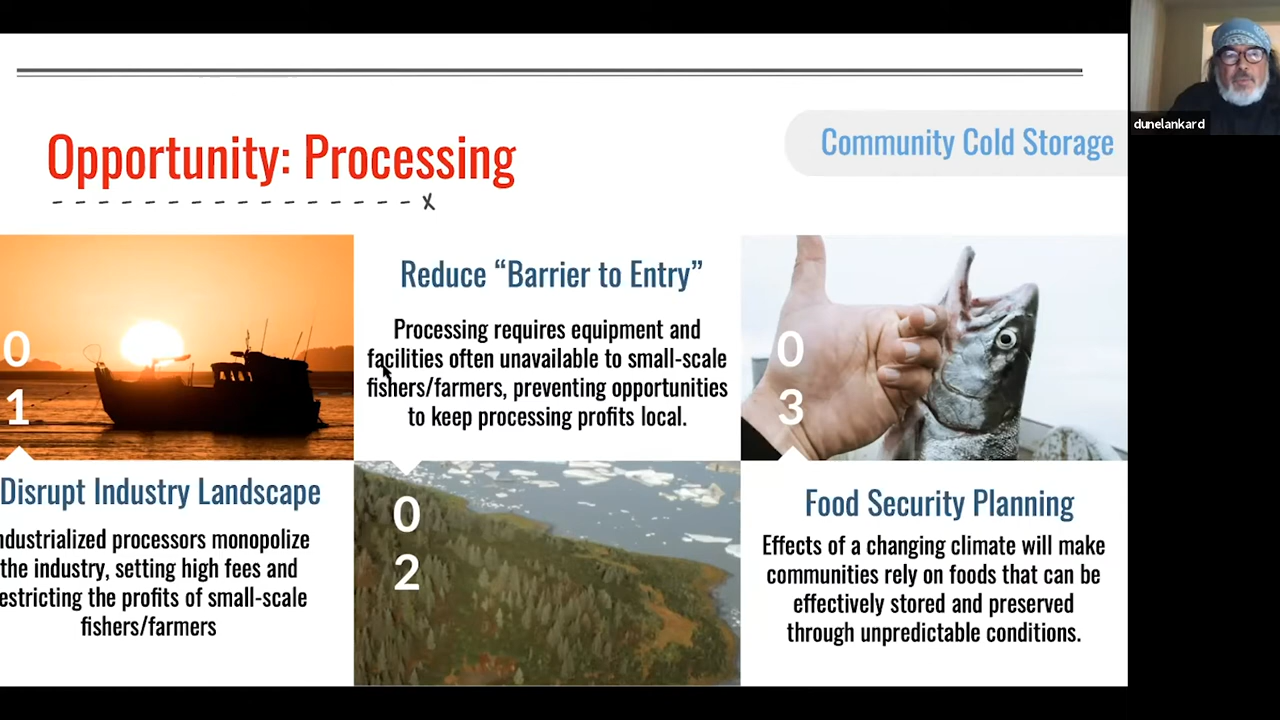 Opportunity: Processing
x
Community Cold Storage
dunelankard
0
1
Disrupt Industry Landscape
ndustrialized processors monopolize
the industry, setting high fees and
estricting the profits of small-scale
fishers/farmers
Reduce “Barrier to Entry”
Processing requires equipment and
facilities often unavailable to small-scale
fishers/farmers, preventing opportunities
to keep processing profits local.
0
2
0
3
Food Security Planning
Effects of a changing climate will make
communities rely on foods that can be
effectively stored and preserved
through unpredictable conditions.